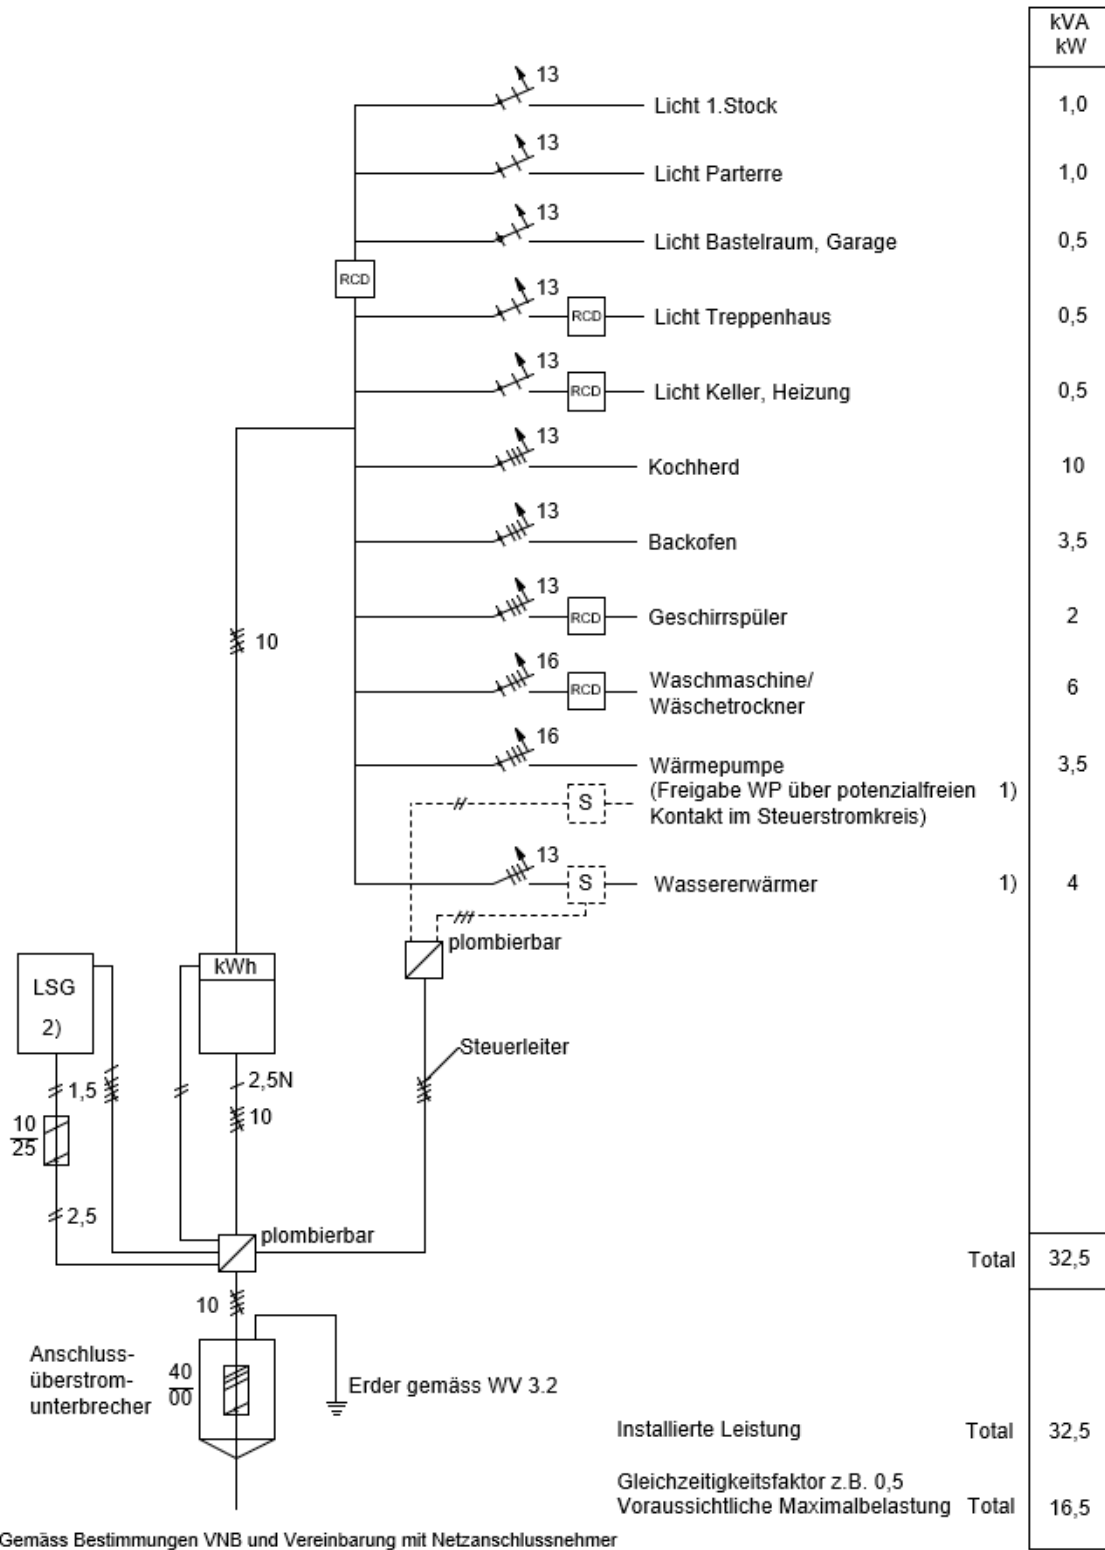 kVA
kW
13
Licht 1.Stock 1,0
13
Licht Parterre 1,0
13
Licht Bastelraum, Garage 0,5
RCD
13
RCD Licht Treppenhaus 0,5
13
RCD Licht Keller, Heizung 0,5
13
Kochherd 10
13
Backofen 3,5
13
RCD Geschirrspüler 2
10
16
RCD Waschmaschine/ 6
Wäschetrockner
16
Wärmepumpe 3,5
S (Freigabe WP über potenzialfreien 1)
Kontakt im Steuerstromkreis)
13
S Wassererwärmer 1) 4
plombierbar
kWh
LSG
2)
Steuerleiter
1,5
2,5N
10
25
10
2,5
plombierbar
Total 32,5
10
Anschluss-
überstrom-
unterbrecher
40
00
Erder gemäss WV 3.2
Installierte Leistung Total 32,5
Gleichzeitigkeitsfaktor z.B. 0,5
Voraussichtliche Maximalbelastung Total 16,5
Gemäss Bestimmungen VNB und Vereinbarung mit Netzanschlussnehmer